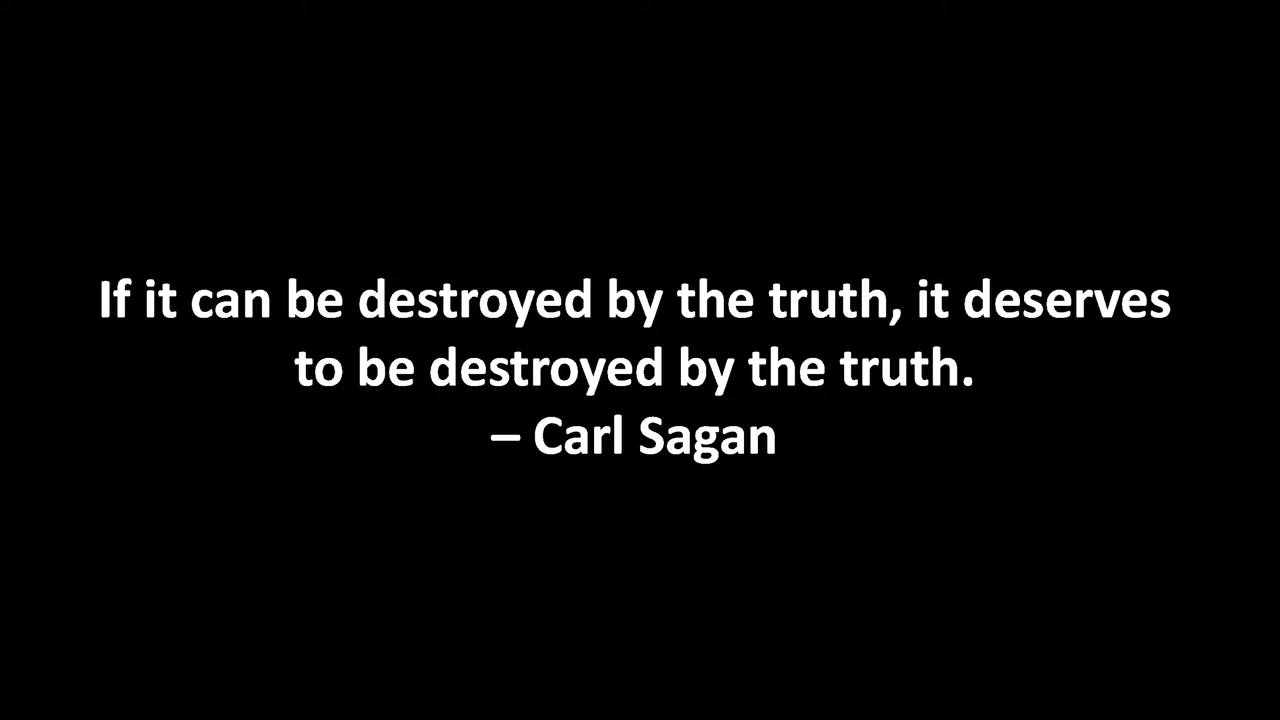 If it can be destroyed by the truth, it deserves
to be destroyed by the truth.
– Carl Sagan